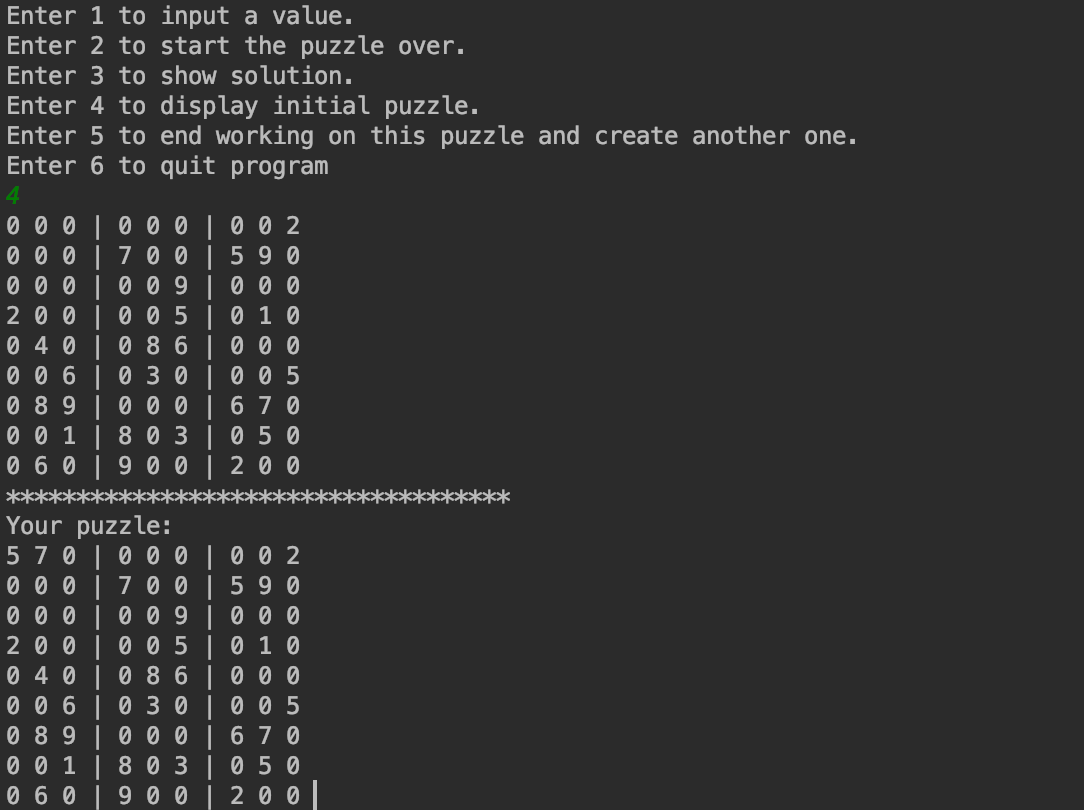 Enter 1 to input a value.
Enter 2 to start the puzzle over.
Enter 3 to show solution.
Enter 4 to display initial puzzle.
Enter 5 to end working on this puzzle and create another one.
Enter 6 to quit program
4
0 0 0 | 0 0 0 | 0 0 2
0 0 0 | 7 0 0 | 5 9 0
0 0 0 | 0 0 9 | 0 0 0
2 0 0 | 0 0 5 | 0 1 0
0 4 0 | 0 8 6 | 0 0 0
0 0 6 | 0 3 0 | 0 0 5
0 8 9 | 0 0 0 | 6 7 0
0 0 1 | 8 0 3 | 0 5 0
0 6 0 | 9 0 0 | 2 0 0
************************************
Your puzzle:
5 7 0 | 0 0 0 | 0 0 2
0 0 0 | 7 0 0 | 5 9 0
0 0 0 | 0 0 9 | 0 0 0
2 0 0 | 0 0 5 | 0 1 0
0 4 0 | 0 8 6 | 0 0 0
0 0 6 | 0 3 0 | 0 0 5
0 8 9 | 0 0 0 | 6 7 0
0 0 1 | 8 0 3 | 0 5 0
0 6 0 | 9 0 0 | 2 0 0